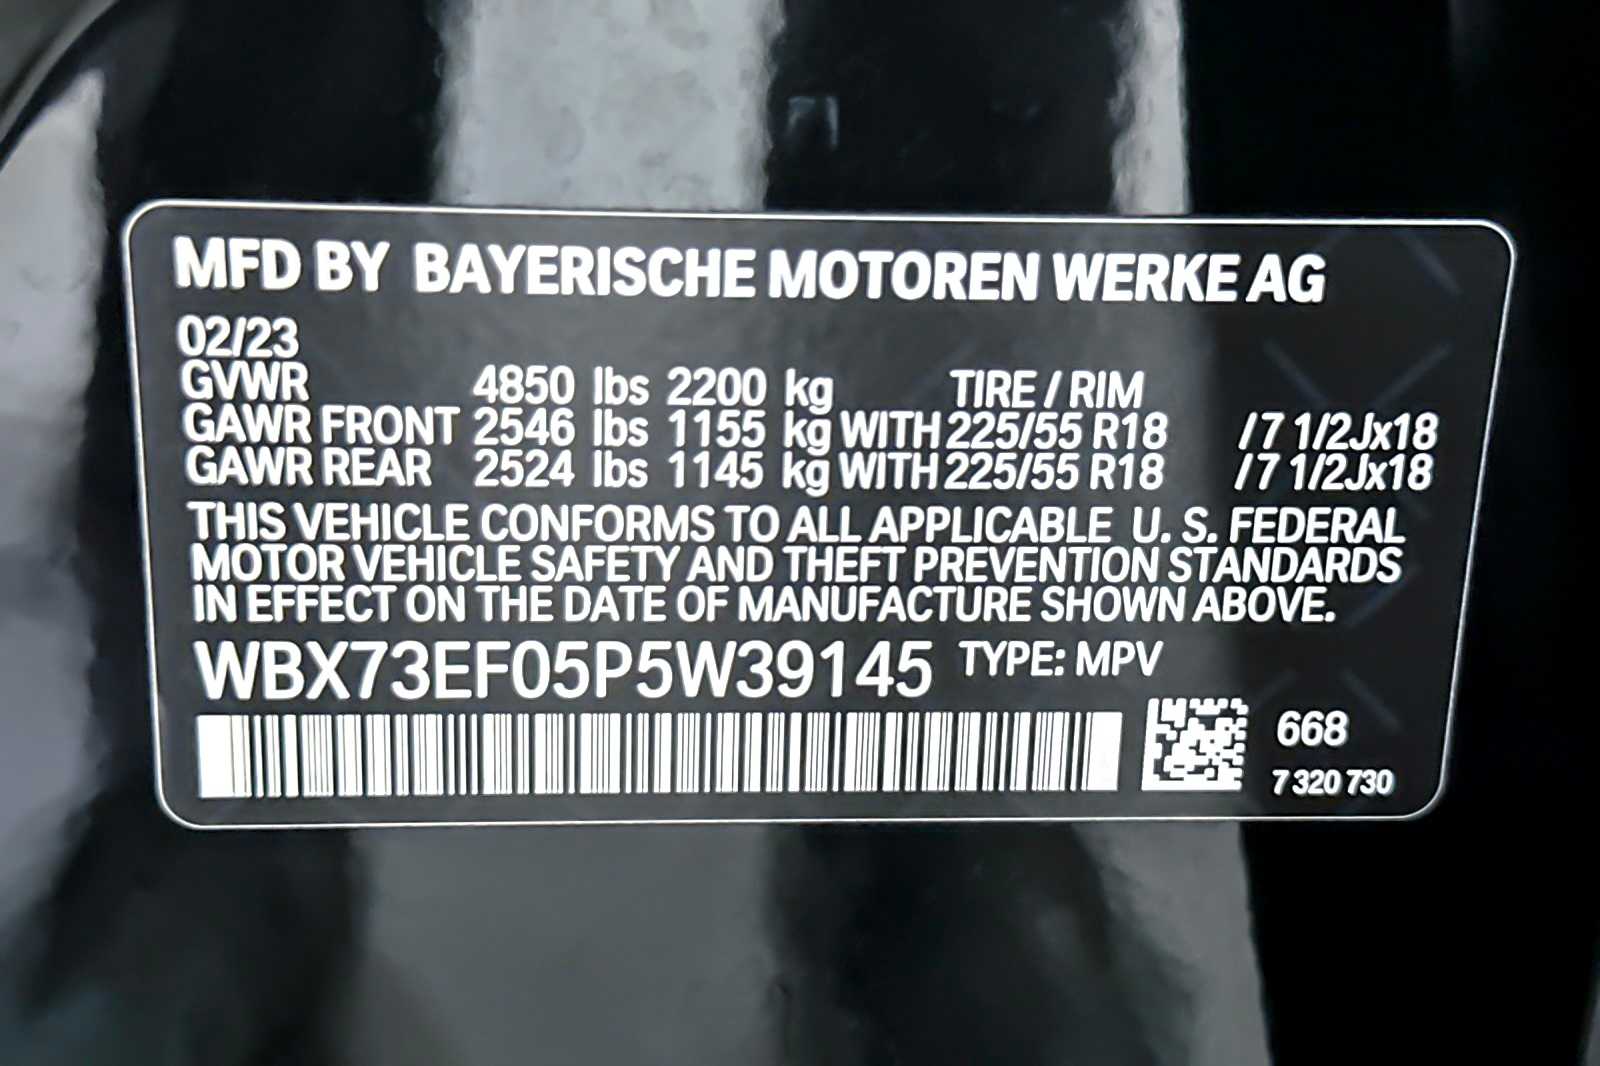 MFD BY BAYERISCHE MOTOREN WERKE AG
02/23
GVWR 4850 lbs 2200 kg TIRE / RIM
GAWR FRONT 2546 lbs 1155 kg WITH 225/55 R18 /7 1/2Jx18
GAWR REAR 2524 lbs 1145 kg WITH 225/55 R18 /7 1/2Jx18
THIS VEHICLE CONFORMS TO ALL APPLICABLE U. S. FEDERAL
MOTOR VEHICLE SAFETY AND THEFT PREVENTION STANDARDS
IN EFFECT ON THE DATE OF MANUFACTURE SHOWN ABOVE.
WBX73EF05P5W39145 TYPE: MPV
668
7 320 730